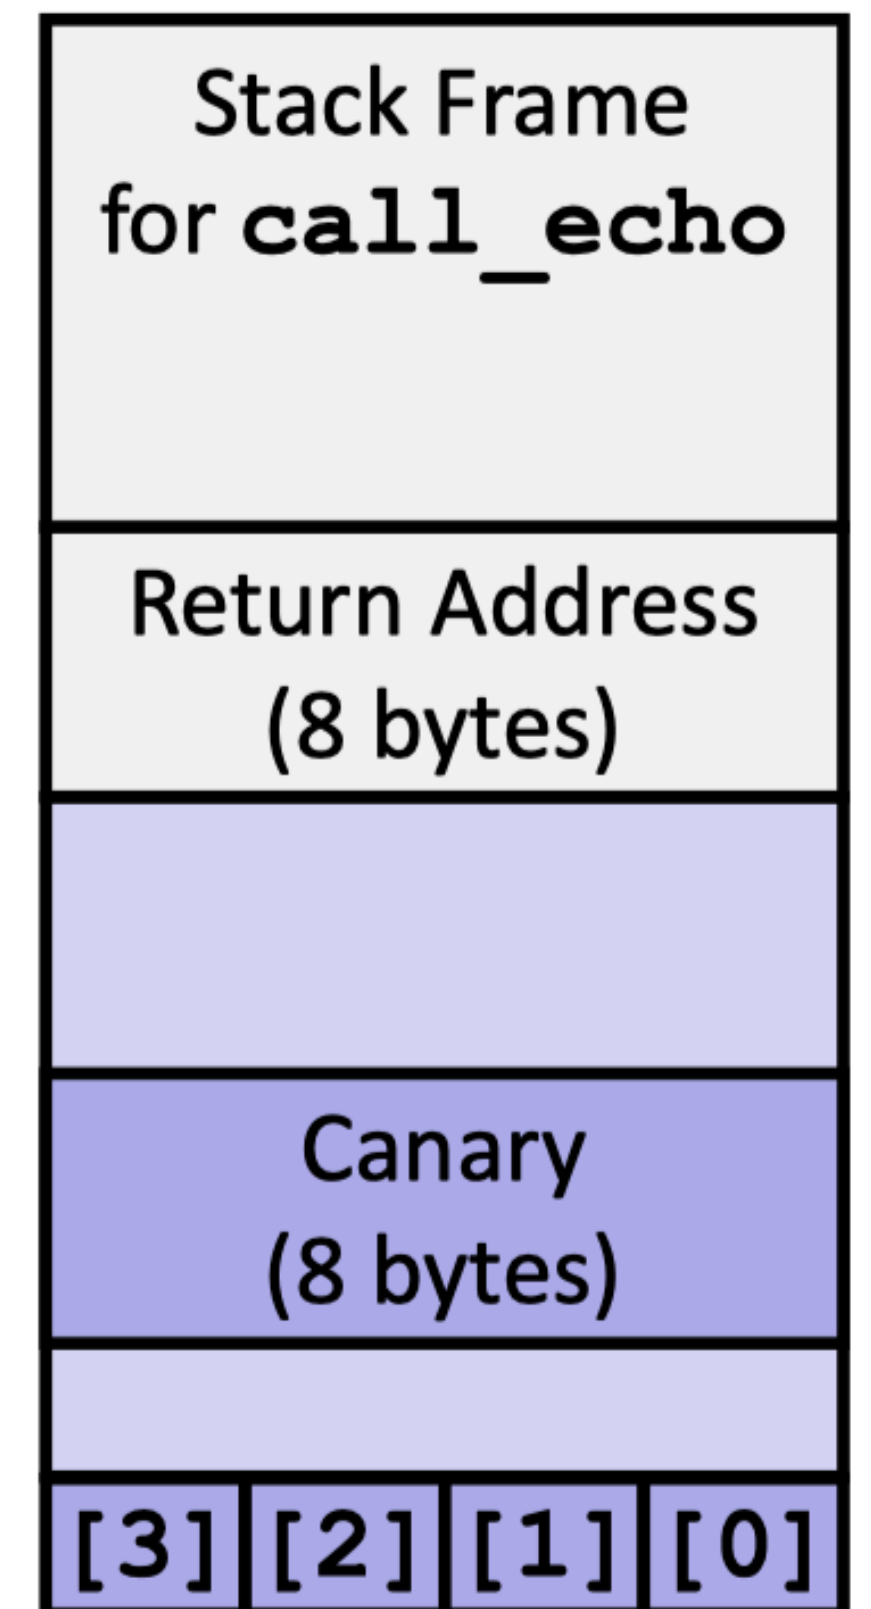 Stack Frame
for call_echo
Return Address
(8 bytes)
Canary
(8 bytes)
[3] [2] [1] [0]